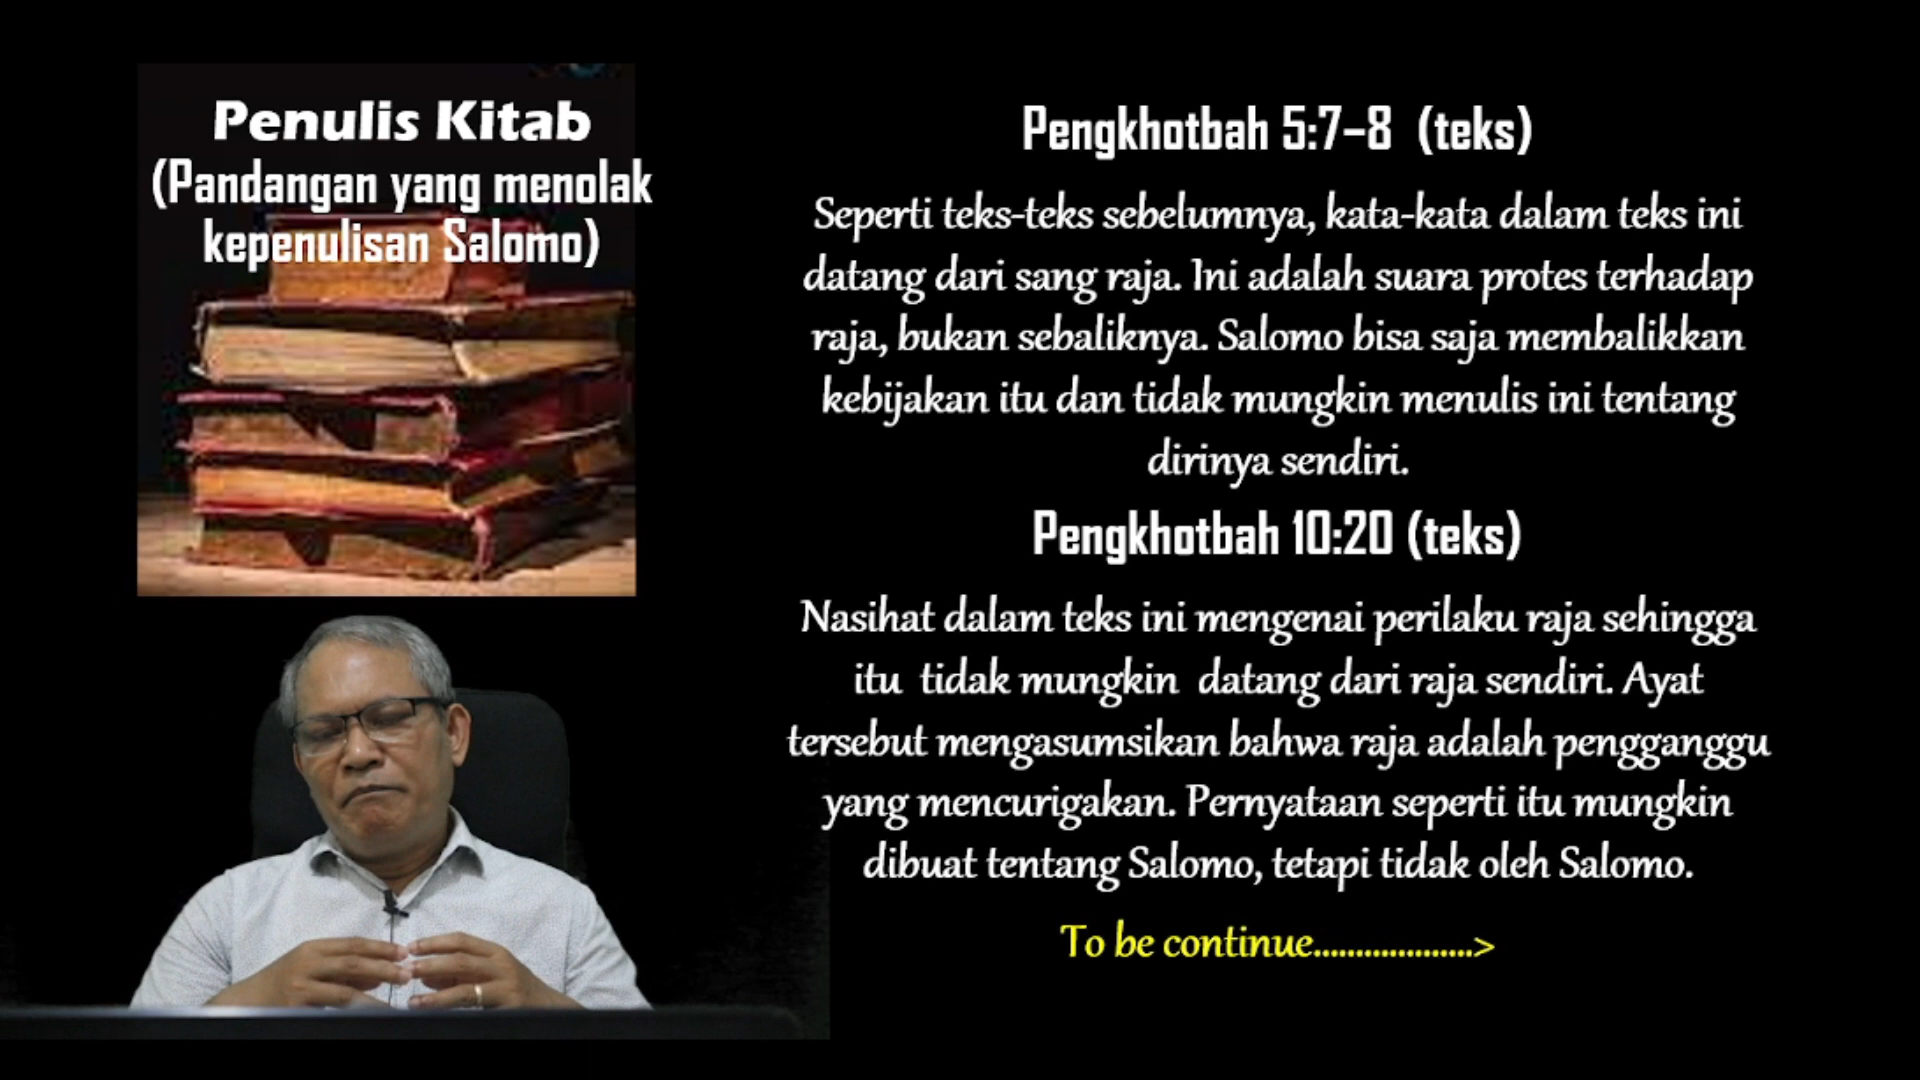 Penulis Kitab
(Pandangan yang menolak
kepenulisan Salomo)
Pengkhotbah 5:7–8 (teks)
Seperti teks-teks sebelumnya, kata-kata dalam teks ini
datang dari sang raja. Ini adalah suara protes terhadap
raja, bukan sebaliknya. Salomo bisa saja membalikkan
kebijakan itu dan tidak mungkin menulis ini tentang
dirinya sendiri.
Pengkhotbah 10:20 (teks)
Nasihat dalam teks ini mengenai perilaku raja sehingga
itu tidak mungkin datang dari raja sendiri. Ayat
tersebut mengasumsikan bahwa raja adalah pengganggu
yang mencurigakan. Pernyataan seperti itu mungkin
dibuat tentang Salomo, tetapi tidak oleh Salomo.
To be continue...................>